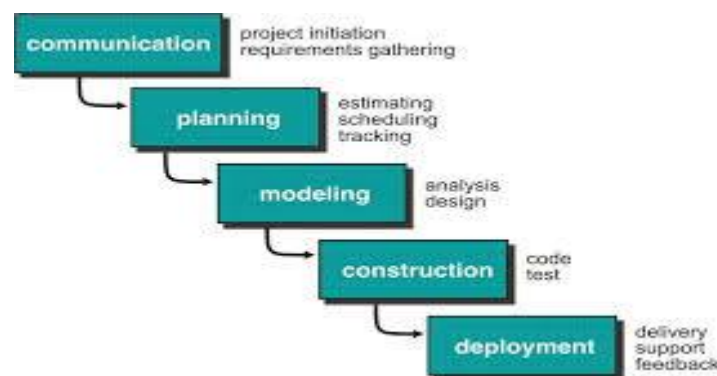 communication
project initiation
requirements gathering
planning
estimating
scheduling
tracking
modeling
analysis
design
construction
code
test
deployment
delivery
support
feedback